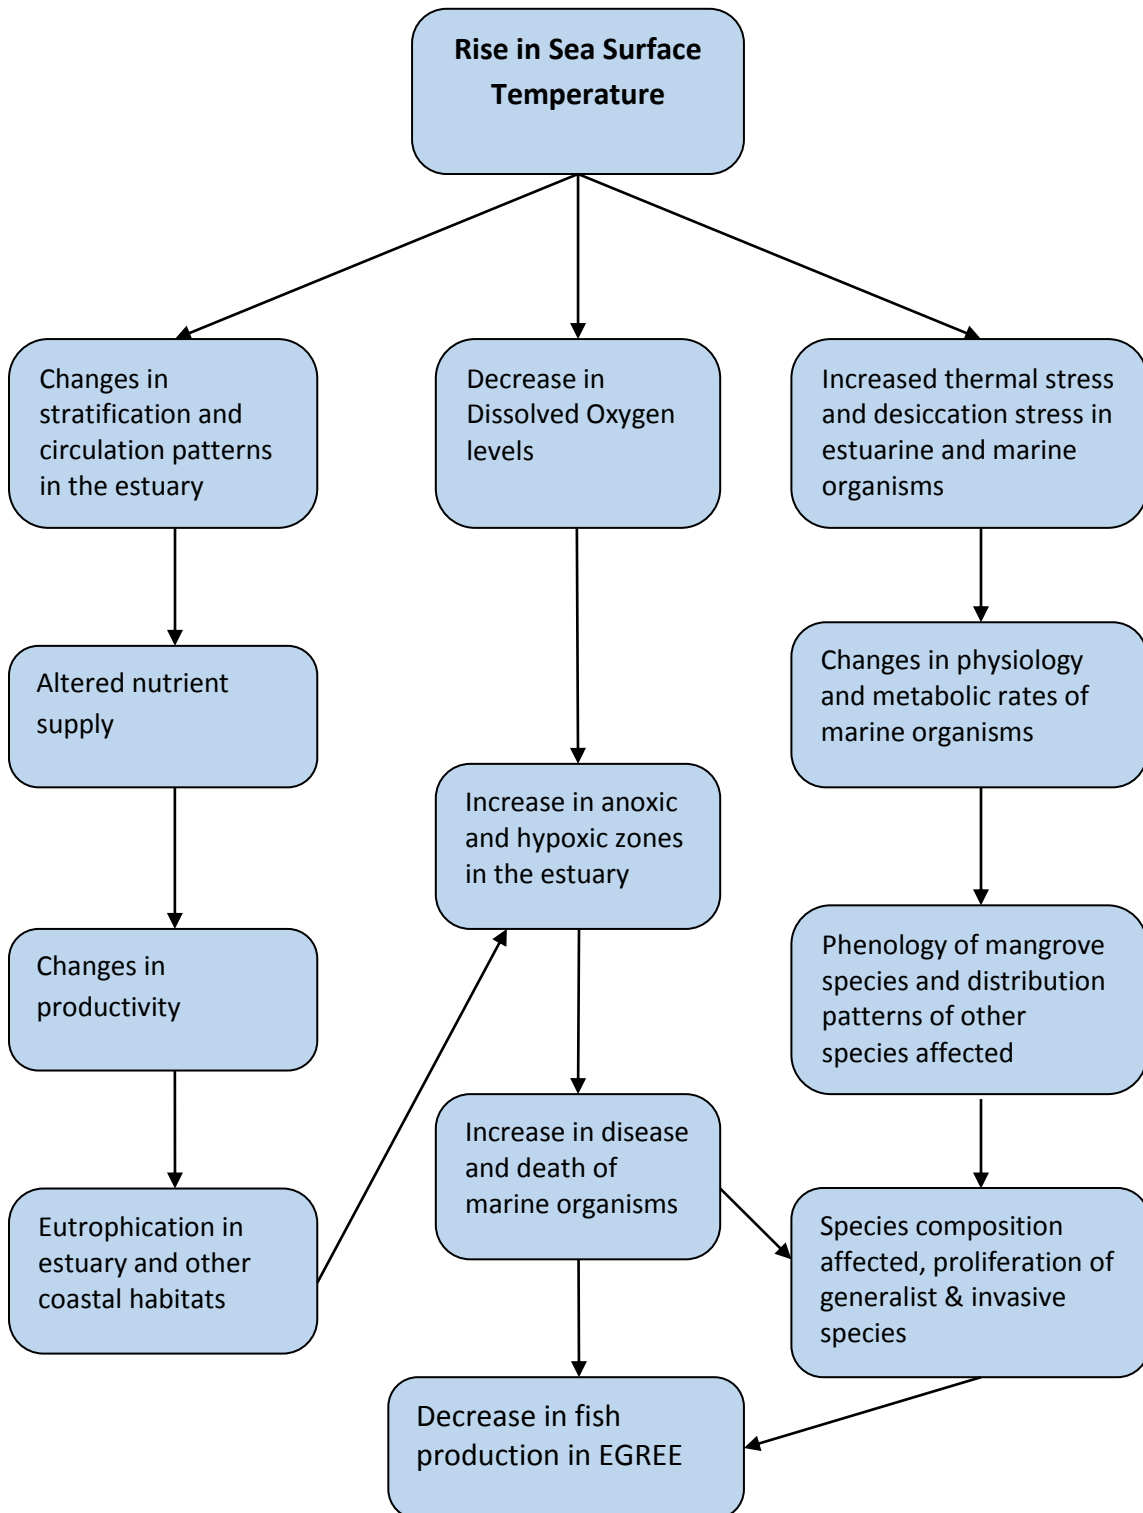 Rise in Sea Surface
Temperature
Changes in
stratification and
circulation patterns
in the estuary
Decrease in
Dissolved Oxygen
levels
Increased thermal stress
and desiccation stress in
estuarine and marine
organisms
Altered nutrient
supply
Changes in physiology
and metabolic rates of
marine organisms
Increase in anoxic
and hypoxic zones
in the estuary
Changes in
productivity
Phenology of mangrove
species and distribution
patterns of other
species affected
Increase in disease
and death of
marine organisms
Eutrophication in
estuary and other
coastal habitats
Species composition
affected, proliferation of
generalist & invasive
species
Decrease in fish
production in EGREE